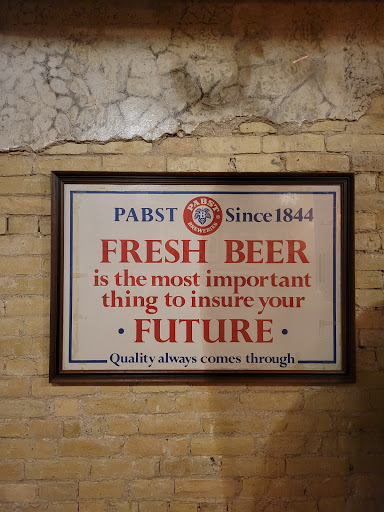 PABST PABST BREWERIES Since 1844
FRESH BEER
is the most important
thing to insure your
· FUTURE ·
Quality always comes through